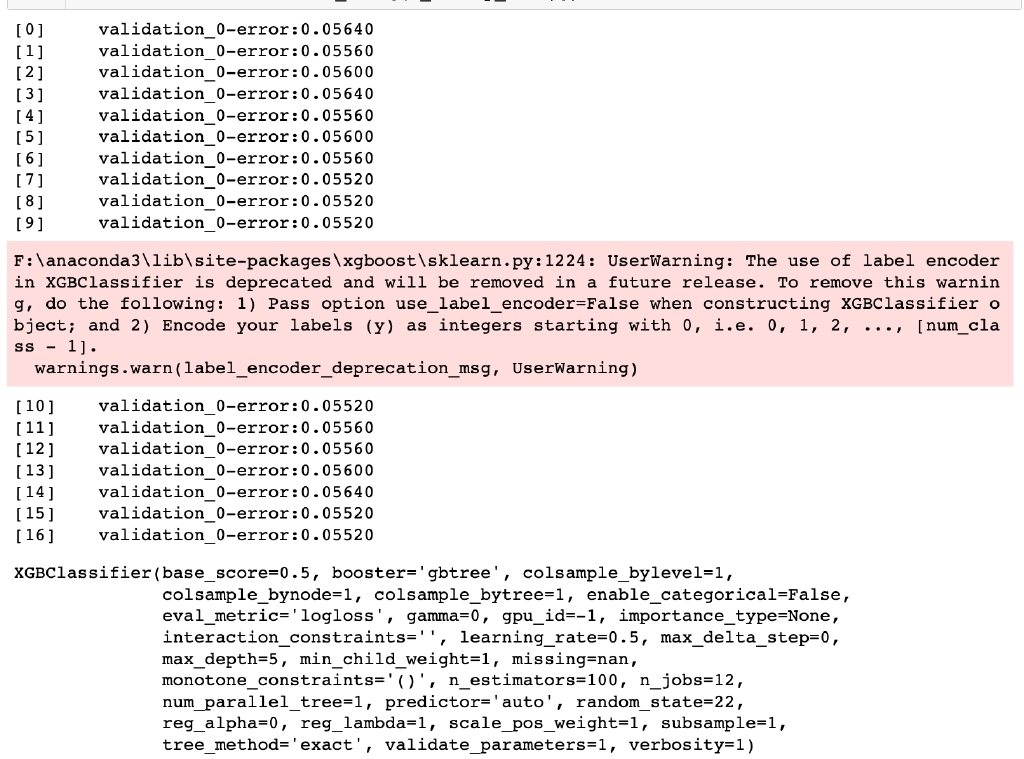 [0]     validation_0-error:0.05640
[1]     validation_0-error:0.05560
[2]     validation_0-error:0.05600
[3]     validation_0-error:0.05640
[4]     validation_0-error:0.05560
[5]     validation_0-error:0.05600
[6]     validation_0-error:0.05560
[7]     validation_0-error:0.05520
[8]     validation_0-error:0.05520
[9]     validation_0-error:0.05520
F:\anaconda3\lib\site-packages\xgboost\sklearn.py:1224: UserWarning: The use of label encoder
in XGBClassifier is deprecated and will be removed in a future release. To remove this warnin
g, do the following: 1) Pass option use_label_encoder=False when constructing XGBClassifier o
bject; and 2) Encode your labels (y) as integers starting with 0, i.e. 0, 1, 2, ..., [num_cla
ss - 1].
  warnings.warn(label_encoder_deprecation_msg, UserWarning)
[10]    validation_0-error:0.05520
[11]    validation_0-error:0.05560
[12]    validation_0-error:0.05560
[13]    validation_0-error:0.05600
[14]    validation_0-error:0.05640
[15]    validation_0-error:0.05520
[16]    validation_0-error:0.05520
XGBClassifier(base_score=0.5, booster='gbtree', colsample_bylevel=1,
              colsample_bynode=1, colsample_bytree=1, enable_categorical=False,
              eval_metric='logloss', gamma=0, gpu_id=-1, importance_type=None,
              interaction_constraints='', learning_rate=0.5, max_delta_step=0,
              max_depth=5, min_child_weight=1, missing=nan,
              monotone_constraints='()', n_estimators=100, n_jobs=12,
              num_parallel_tree=1, predictor='auto', random_state=22,
              reg_alpha=0, reg_lambda=1, scale_pos_weight=1, subsample=1,
              tree_method='exact', validate_parameters=1, verbosity=1)